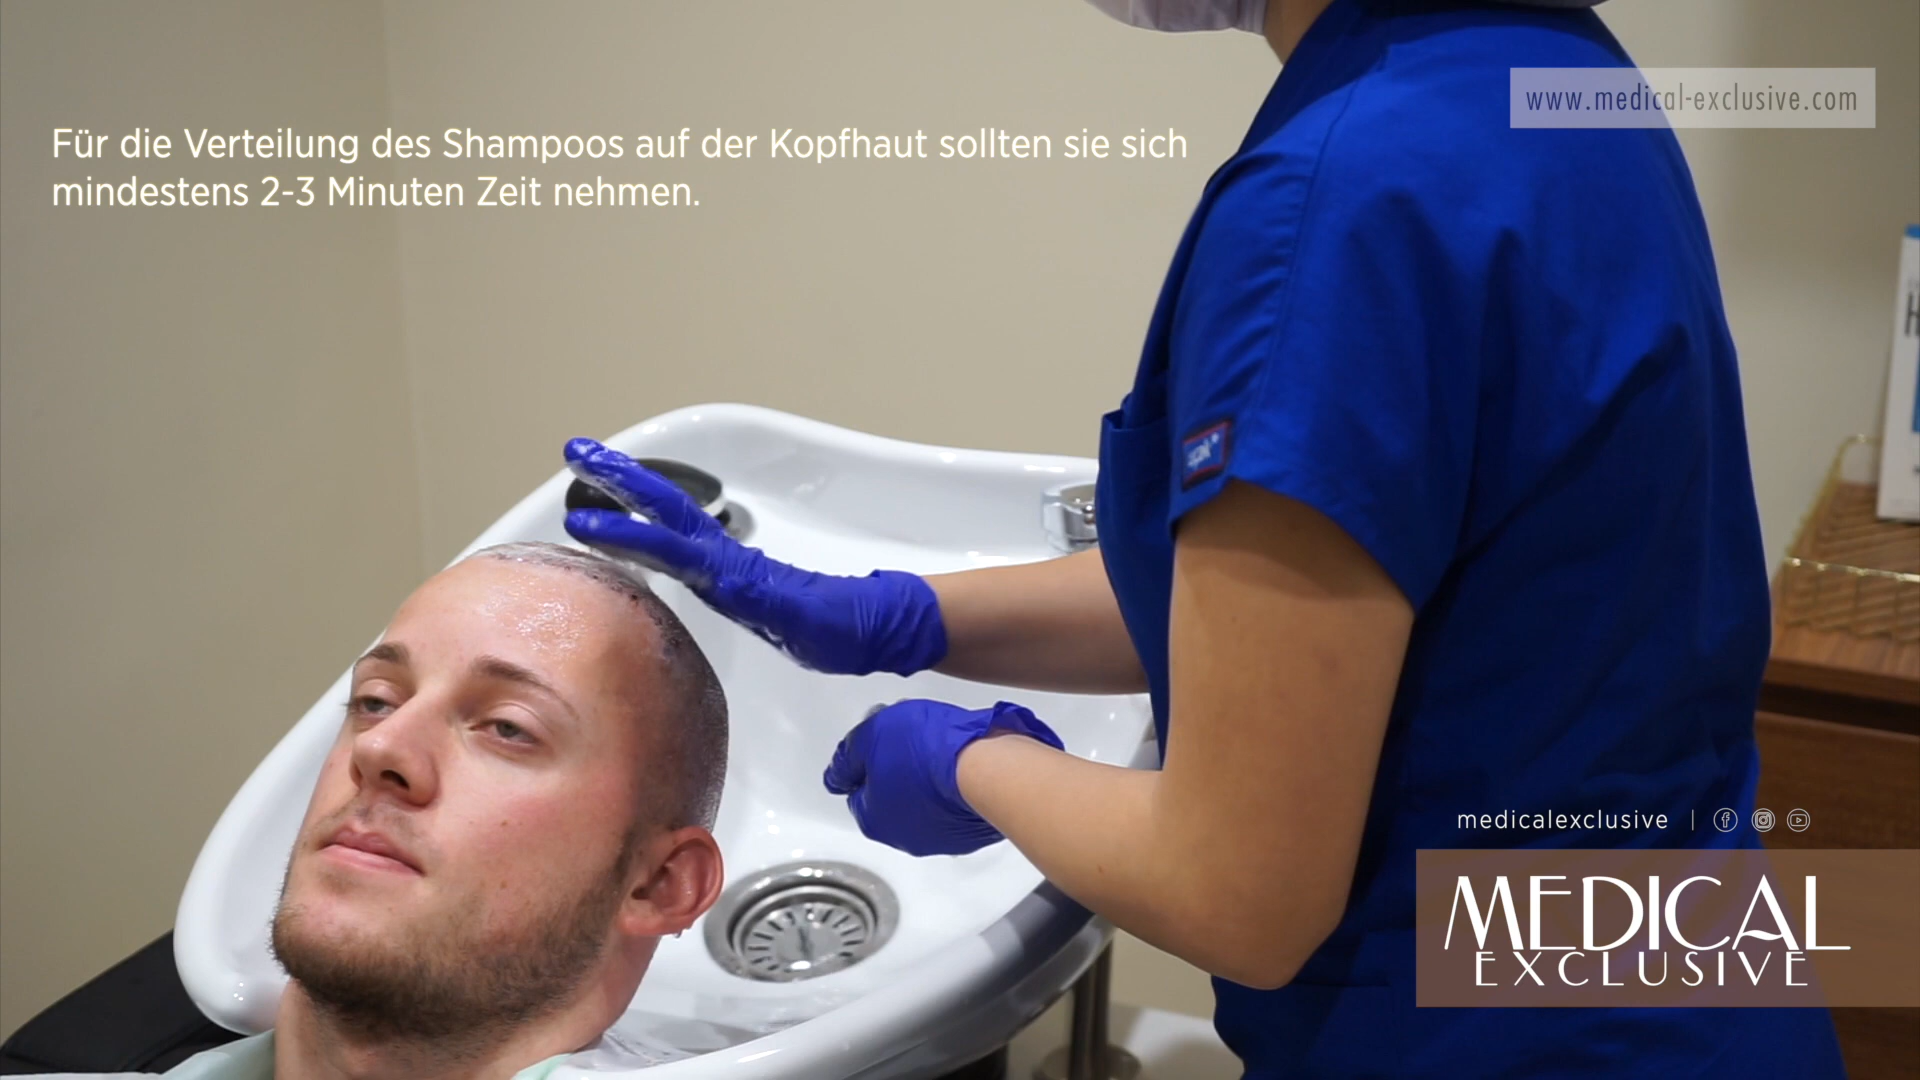 www.medical-exclusive.com
Für die Verteilung des Shampoos auf der Kopfhaut sollten sie sich
mindestens 2-3 Minuten Zeit nehmen.
medicalexclusive |
MEDICAL
EXCLUSIVE